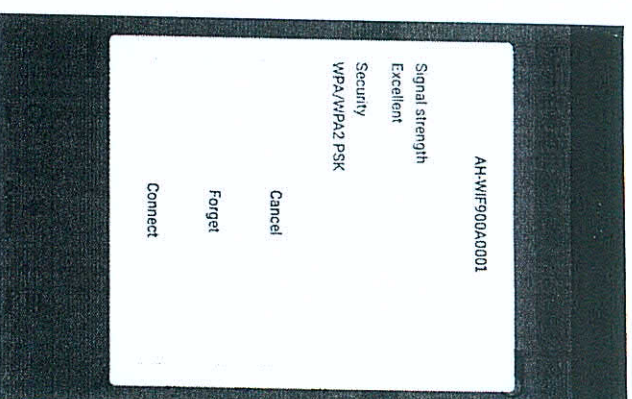 AH-WIF900A0001
Signal strength
Excellent
Security
WPA/WPA2 PSK
Cancel
Forget
Connect